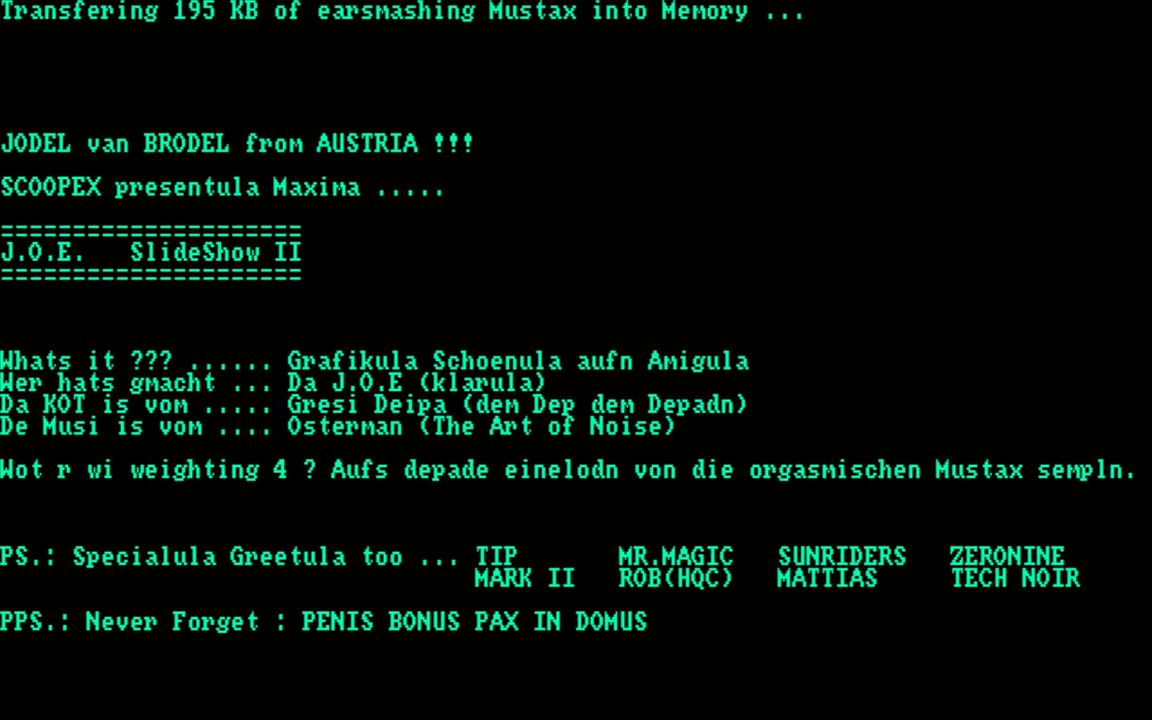 Transfering 195 KB of earsmashing Mustax into Memory ...
JODEL van BRODEL from AUSTRIA !!!
SCOOPEX presentula Maxima .....
=====================
J.O.E.   SlideShow II
=====================
Whats it ??? ...... Grafikula Schoenula aufn Amigula
Wer hats gmacht ... Da J.O.E (klarula)
Da KOT is vom ..... Gresi Deipa (dem Dep dem Depadn)
De Musi is vom .... Osterman (The Art of Noise)
Wot r wi weighting 4 ? Aufs depade einelodn von die orgasmischen Mustax sempln.
PS.: Specialula Greetula too ... TIP       MR.MAGIC   SUNRIDERS   ZERONINE
MARK II   ROB(HQC)   MATTIAS     TECH NOIR
PPS.: Never Forget : PENIS BONUS PAX IN DOMUS